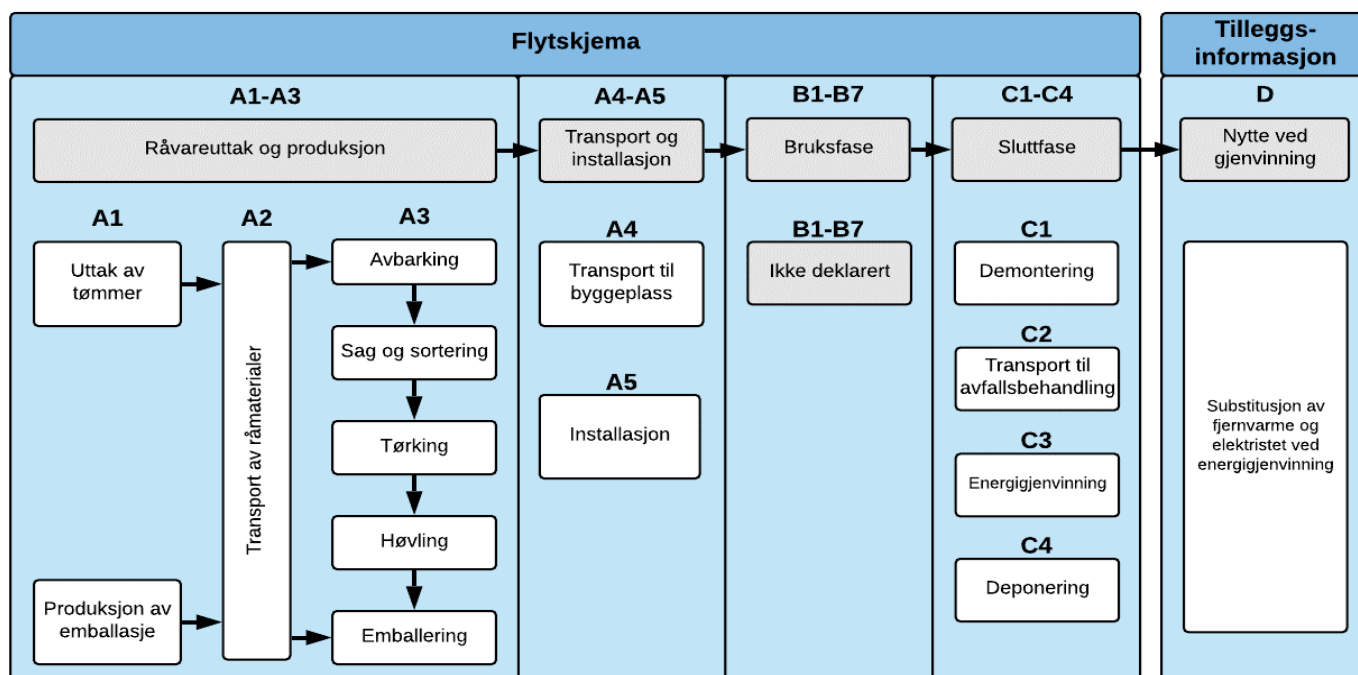 Flytskjema
Tilleggs-
informasjon
A1-A3
Råvareuttak og produksjon
A4-A5
Transport og
installasjon
B1-B7
Bruksfase
C1-C4
Sluttfase
D
Nytte ved
gjenvinning
A1
Uttak av
tømmer
Produksjon av
emballasje
A2
Transport av råmaterialer
A3
Avbarking
Sag og sortering
Tørking
Høvling
Emballering
A4
Transport til
byggeplass
A5
Installasjon
B1-B7
Ikke deklarert
C1
Demontering
C2
Transport til
avfallsbehandling
C3
Energigjenvinning
C4
Deponering
Substitusjon av
fjernvarme og
elektristet ved
energigjenvinning